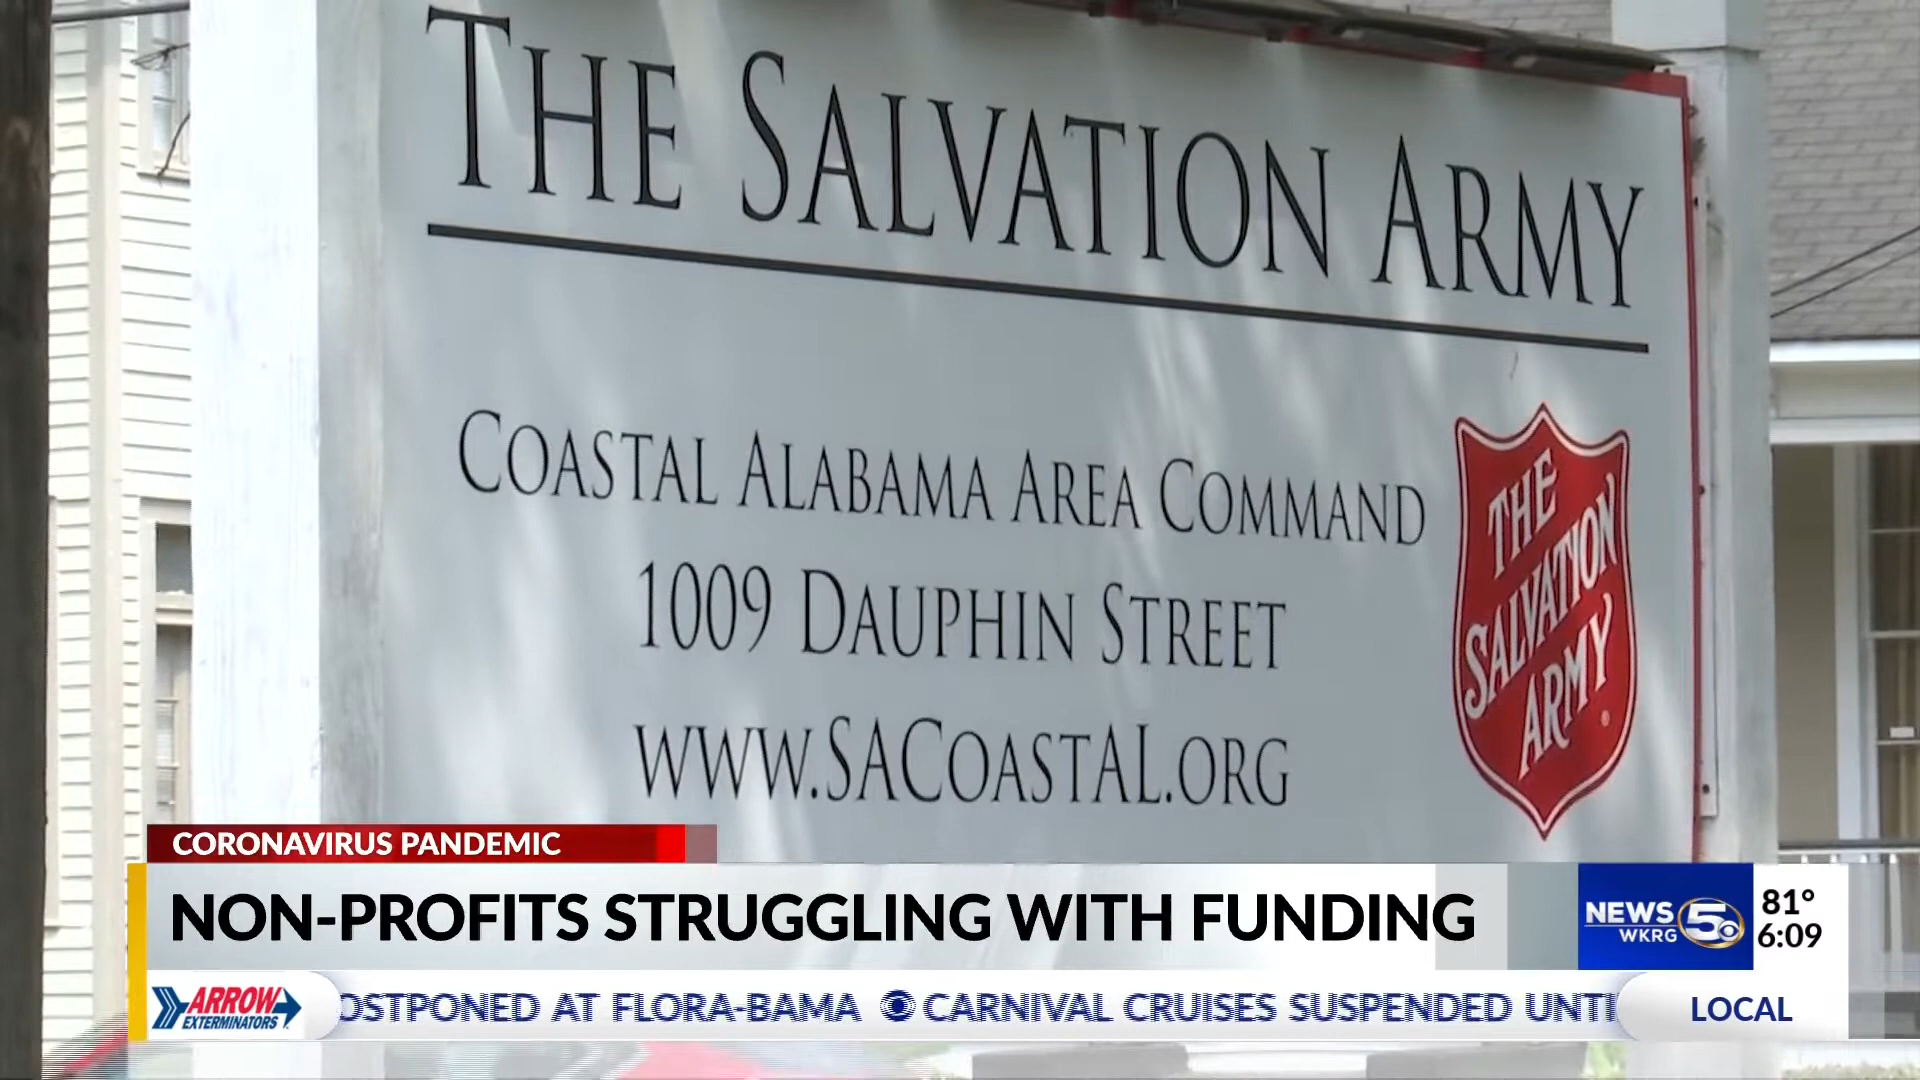 THE SALVATION ARMY
COASTAL ALABAMA AREA COMMAND
1009 DAUPHIN STREET
WWW.SACOASTAL.ORG
THE
SALVATION
ARMY
CORONAVIRUS PANDEMIC
NON-PROFITS STRUGGLING WITH FUNDING
NEWS 5
WKRG
81°
6:09
ARROW
EXTERMINATORS
OSTPONED AT FLORA-BAMA CARNIVAL CRUISES SUSPENDED UNTI
LOCAL